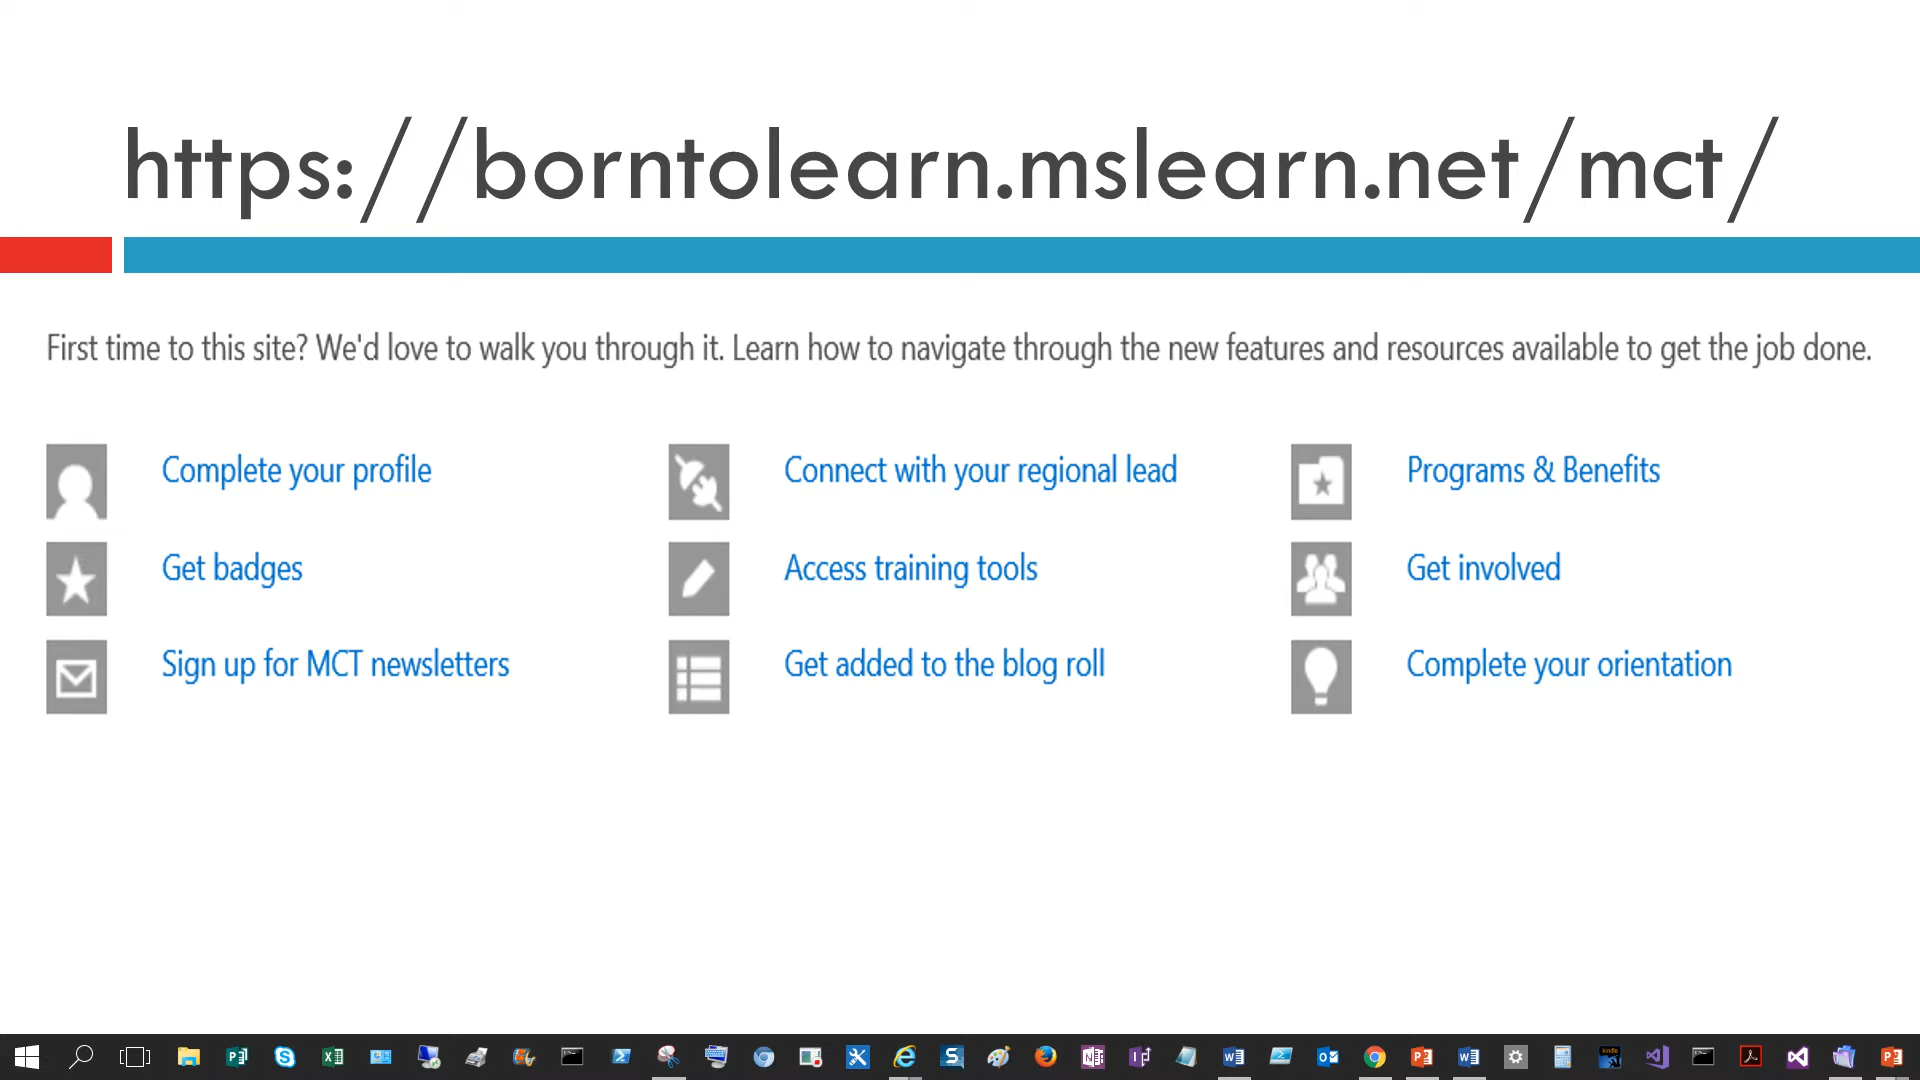 https://borntolearn.mslearn.net/mct/
First time to this site? We'd love to walk you through it. Learn how to navigate through the new features and resources available to get the job done.
Complete your profile
Connect with your regional lead
Programs & Benefits
Get badges
Access training tools
Get involved
Sign up for MCT newsletters
Get added to the blog roll
Complete your orientation